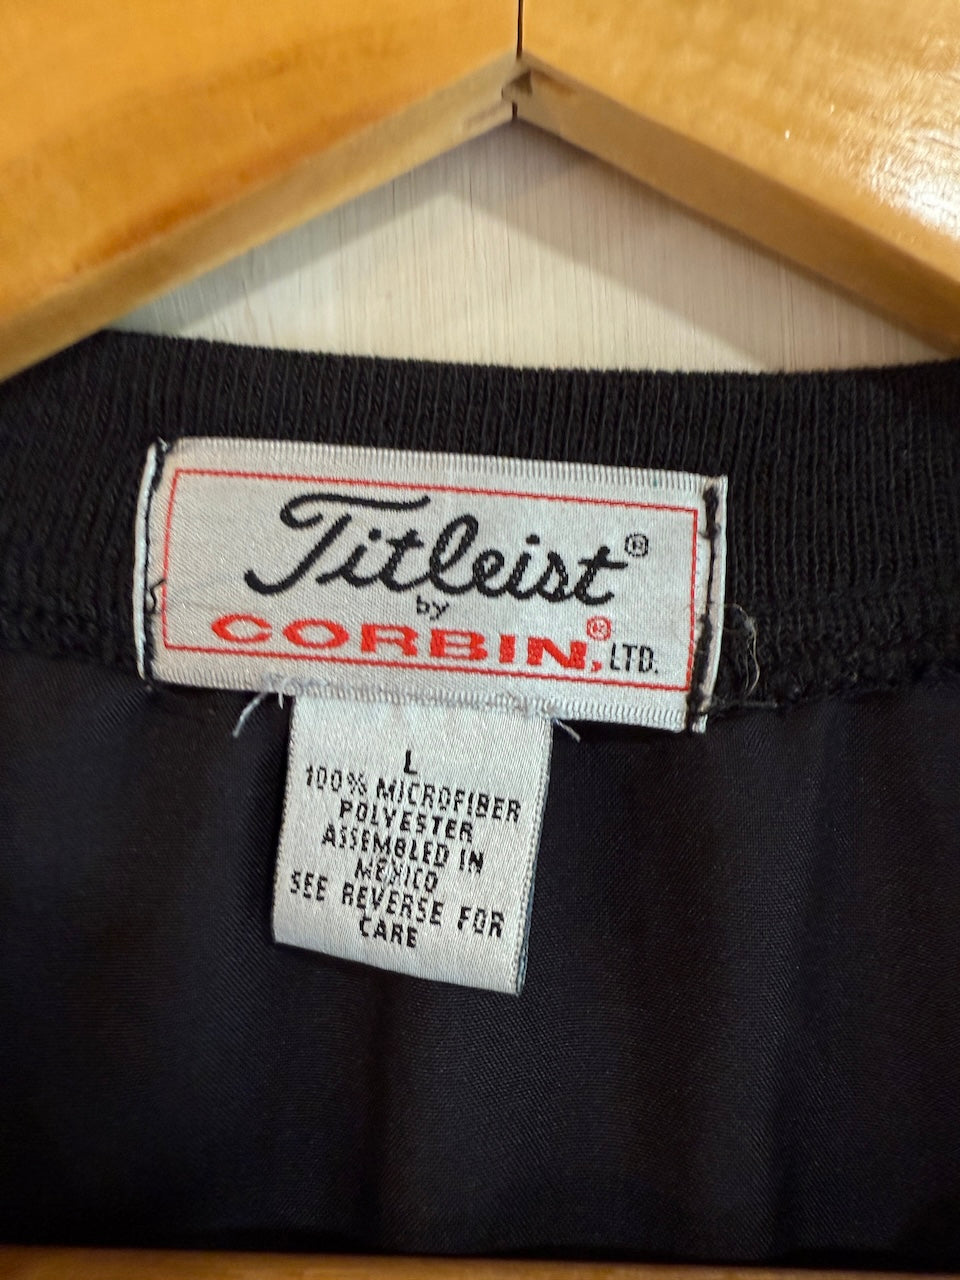 Titleist®
by
CORBIN®, LTD.
L
100% MICROFIBER
POLYESTER
ASSEMBLED IN
MEXICO
SEE REVERSE FOR
CARE